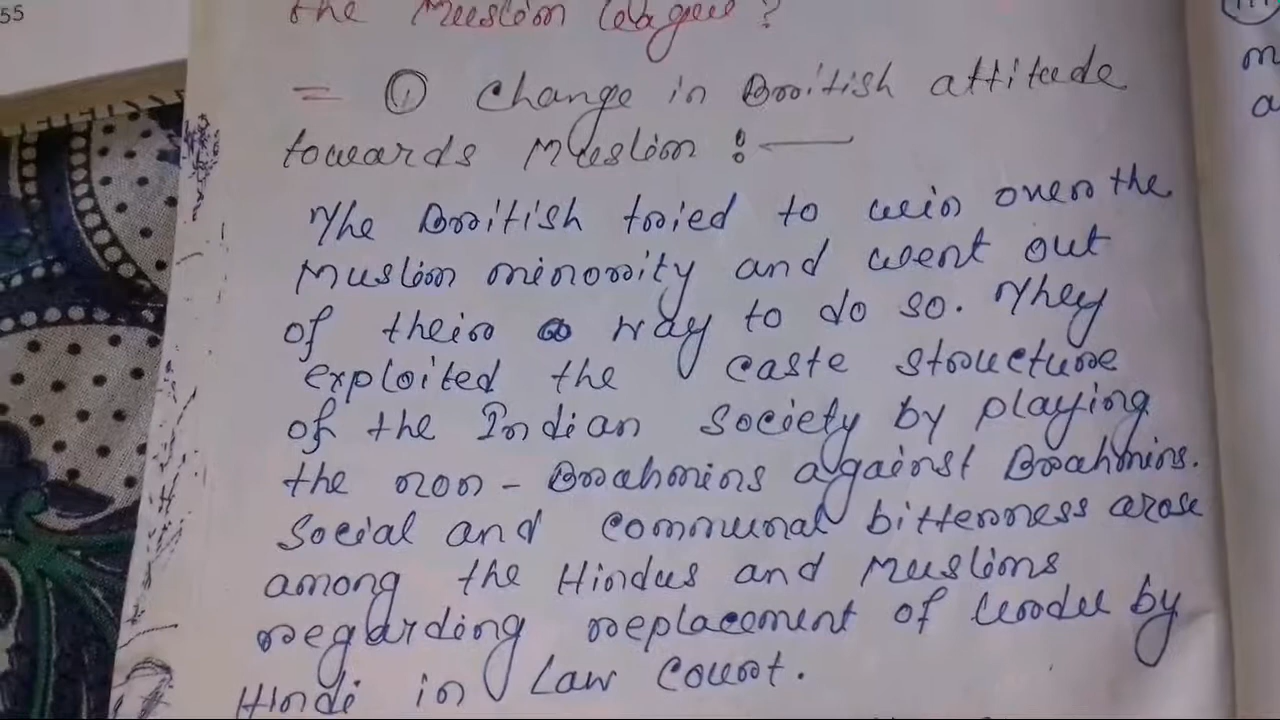 55
the Muslim league?
= ① Change in British attitude
towards Muslim :—
The British tried to win over the
Muslim minority and went out
of their way to do so. They
exploited the caste structure
of the Indian Society by playing
the non - Brahmins against Brahmins.
Social and communal bitterness arose
among the Hindus and Muslims
regarding replacement of Urdu by
Hindi in Law Court.
m
a